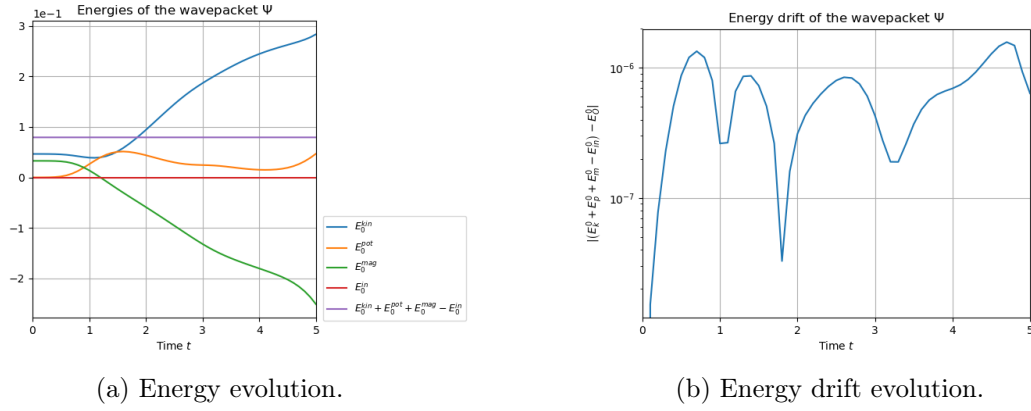 Energies of the wavepacket Ψ
1e−1
3
2
1
0
−1
−2
0 1 2 3 4 5
Time t
E_0^{kin}
E_0^{pot}
E_0^{mag}
E_0^{in}
E_0^{kin} + E_0^{pot} + E_0^{mag} − E_0^{in}
(a) Energy evolution.
Energy drift of the wavepacket Ψ
|(E_k^0 + E_p^0 + E_m^0 − E_{in}^0) − E_0^0|
10^{−6}
10^{−7}
0 1 2 3 4 5
Time t
(b) Energy drift evolution.